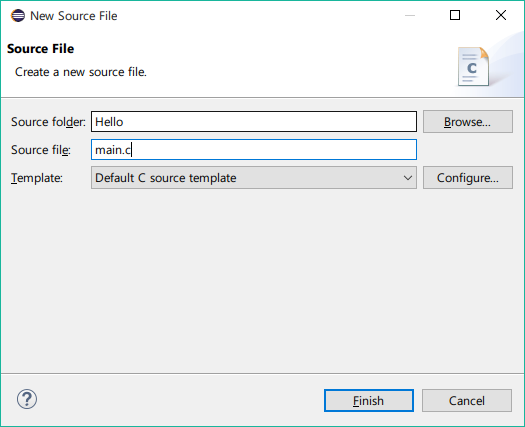 New Source File
Source File
Create a new source file.
C
Source folder: Hello Browse...
Source file: main.c
Template: Default C source template Configure...
? Finish Cancel